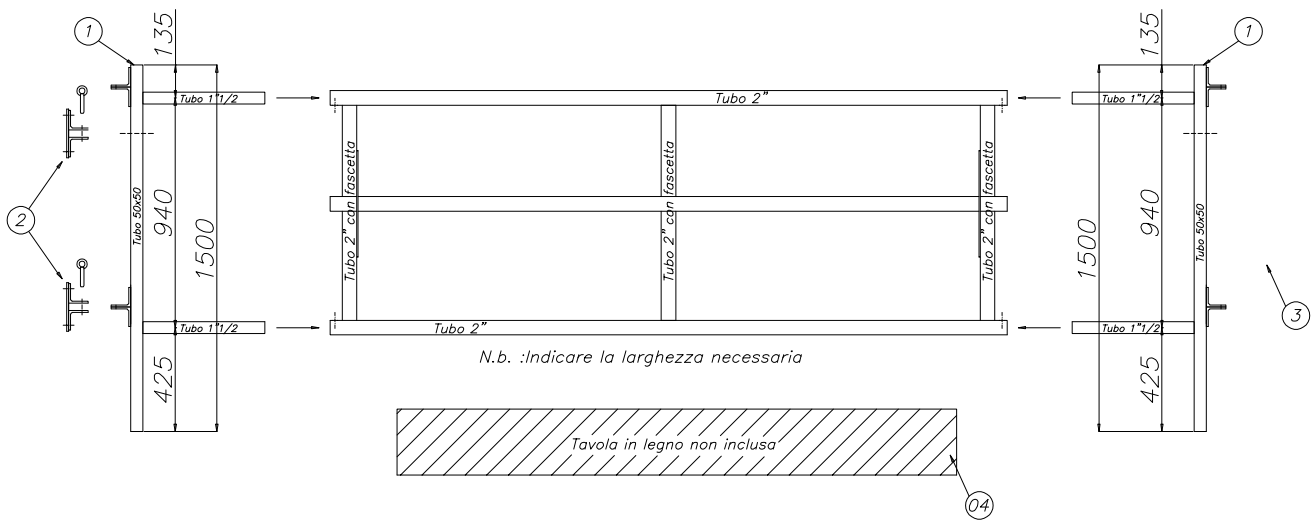 1
135
Tubo 1"1/2
Tubo 2"
Tubo 1"1/2
135
1
2
Tubo 50x50
940
1500
Tubo 2" con fascetta
Tubo 2" con fascetta
Tubo 2" con fascetta
1500
940
Tubo 50x50
3
Tubo 1"1/2
Tubo 2"
Tubo 1"1/2
N.b. :Indicare la larghezza necessaria
425
425
Tavola in legno non inclusa
04